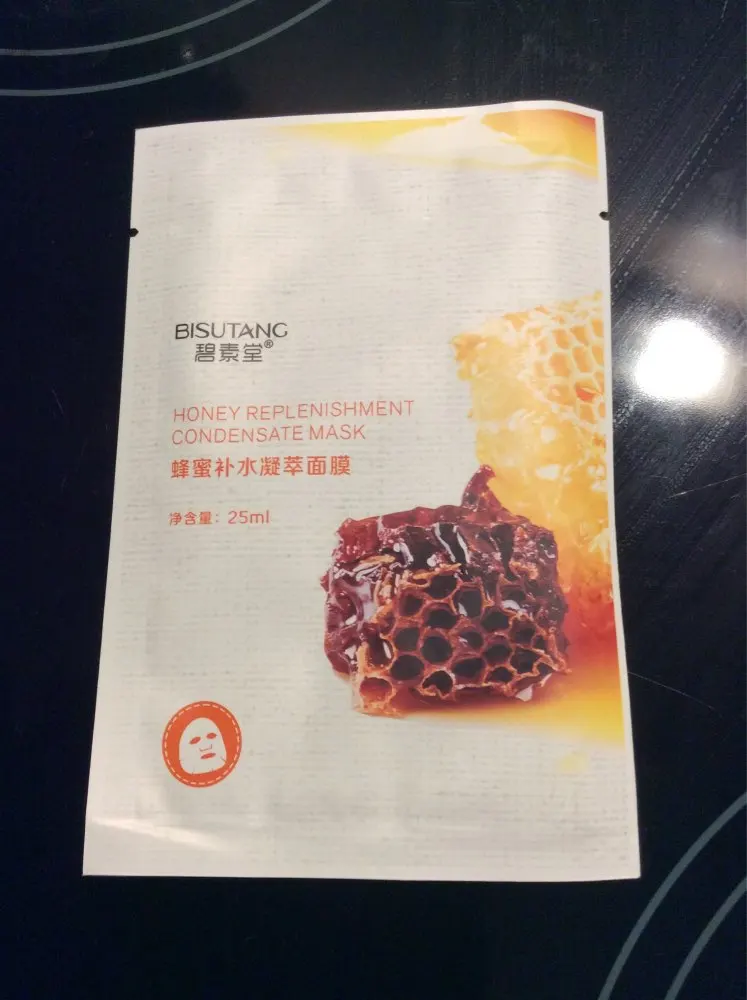 BISUTANG
碧素堂®
HONEY REPLENISHMENT
CONDENSATE MASK
蜂蜜补水凝萃面膜
净含量：25ml